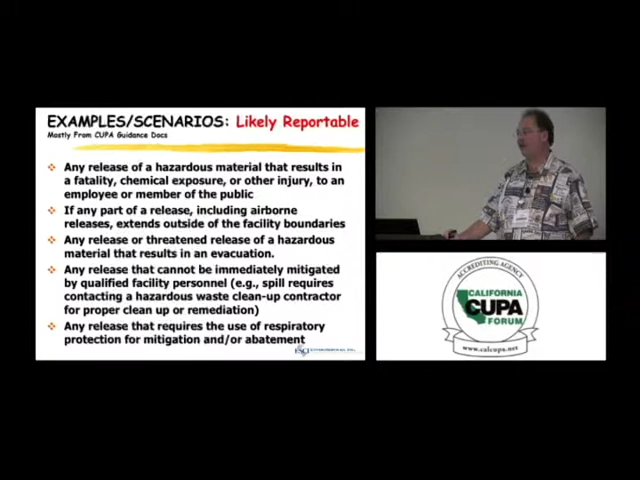 EXAMPLES/SCENARIOS: Likely Reportable
Mostly From CUPA Guidance Docs
Any release of a hazardous material that results in
a fatality, chemical exposure, or other injury, to an
employee or member of the public
If any part of a release, including airborne
releases, extends outside of the facility boundaries
Any release or threatened release of a hazardous
material that results in an evacuation.
Any release that cannot be immediately mitigated
by qualified facility personnel (e.g., spill requires
contacting a hazardous waste clean-up contractor
for proper clean up or remediation)
Any release that requires the use of respiratory
protection for mitigation and/or abatement
ACCREDITING AGENCY
CALIFORNIA
CUPA
FORUM
www.calcupa.net